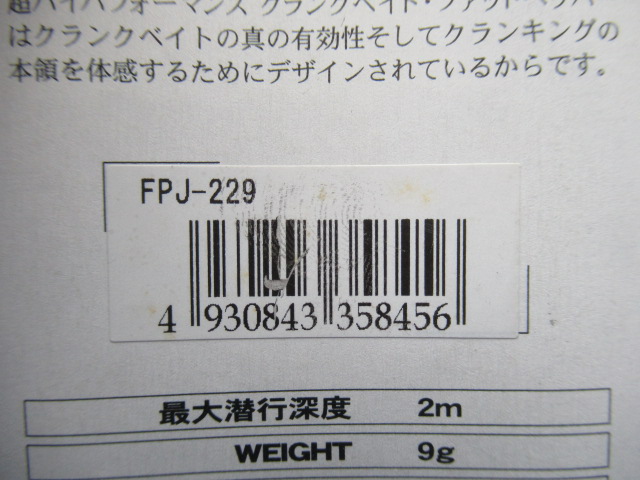 超ハイパフォーマンス クランクベイト・ファットペッパー
はクランクベイトの真の有効性そしてクランキングの
本領を体感するためにデザインされているからです。
FPJ-229
4 930843 358456
最大潜行深度 2m
WEIGHT 9g